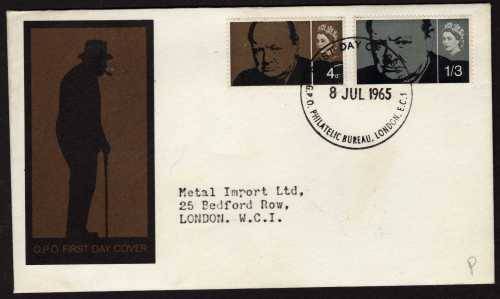 4d
1/3
DAY OF
8 JUL 1965
G.P.O. PHILATELIC BUREAU, LONDON, E.C.1
Metal Import Ltd,
25 Bedford Row,
LONDON. W.C.I.
G.P.O. FIRST DAY COVER
P